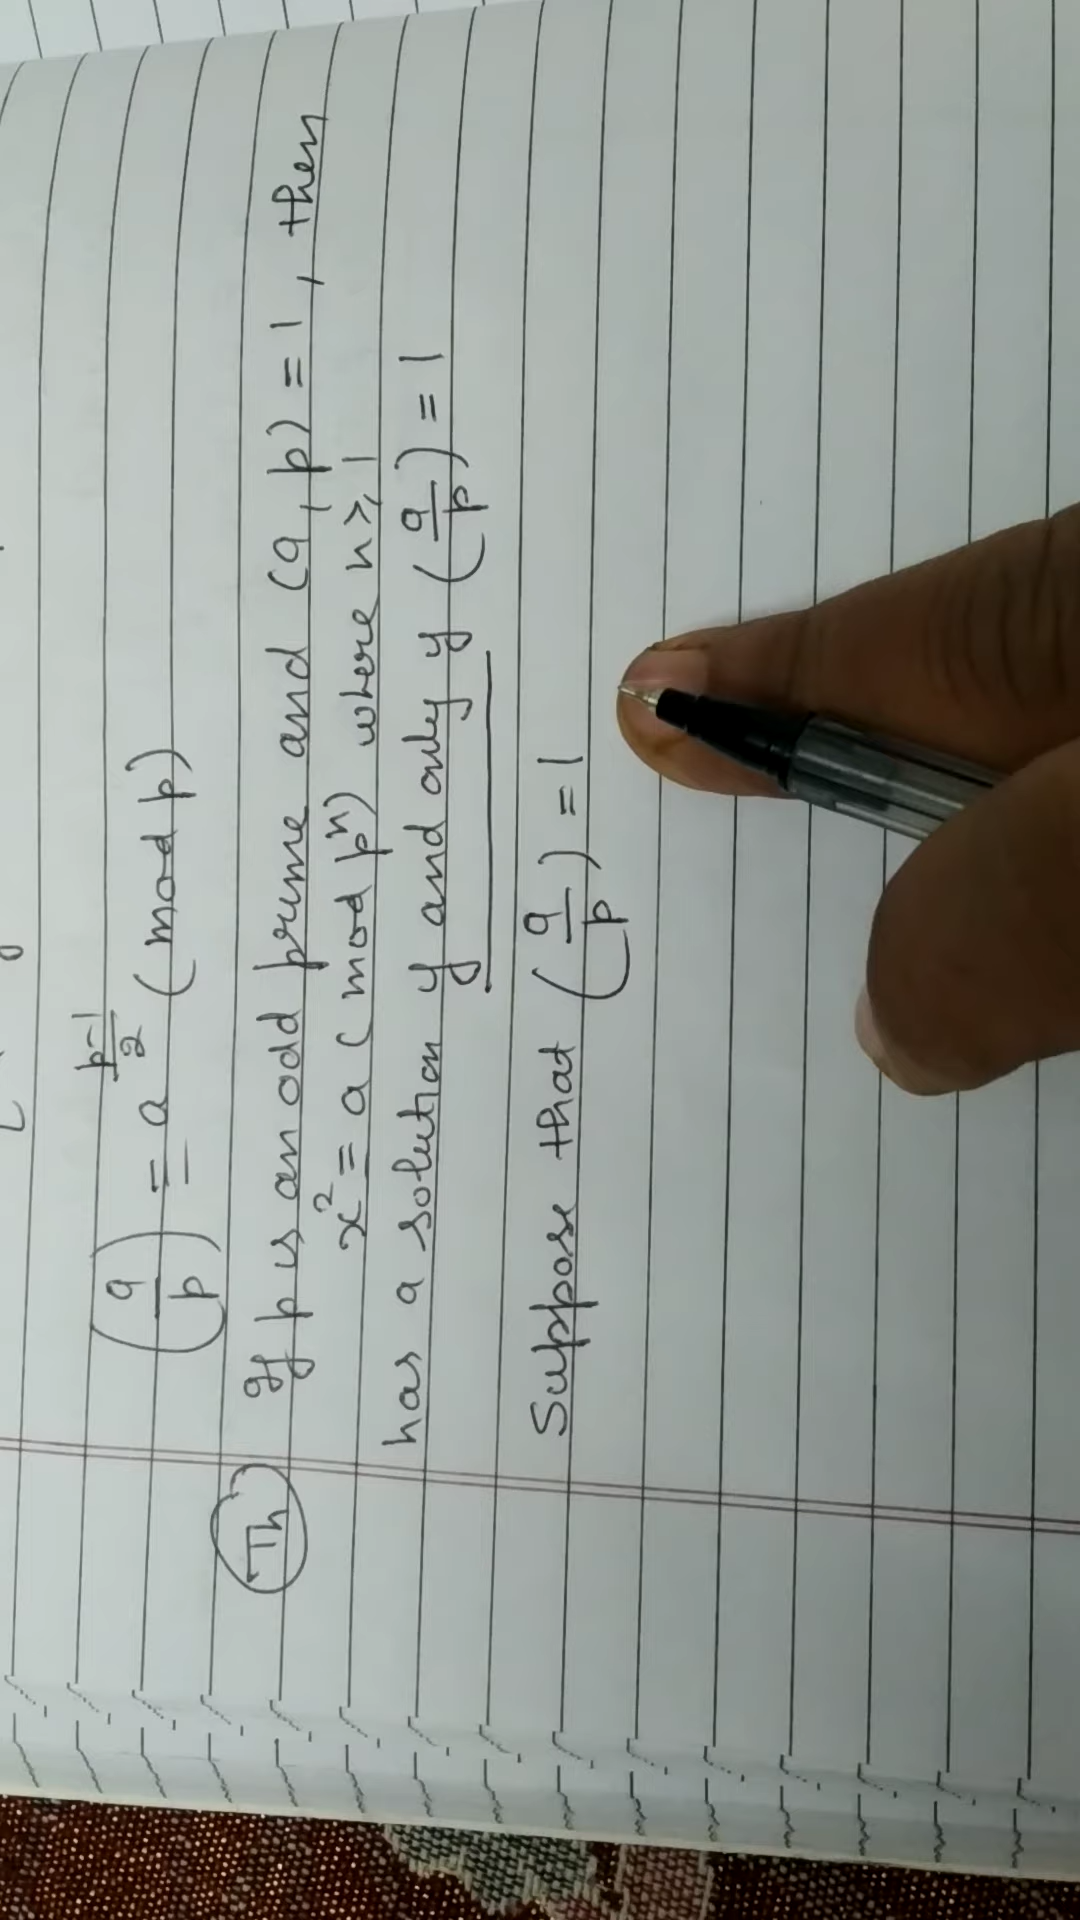 (a/p) ≡ a^((p-1)/2) (mod p)
Th If p is an odd prime and (a, p) = 1, then
x² ≡ a (mod pⁿ) where n ≥ 1
has a solution if and only if (a/p) = 1
Suppose that (a/p) = 1